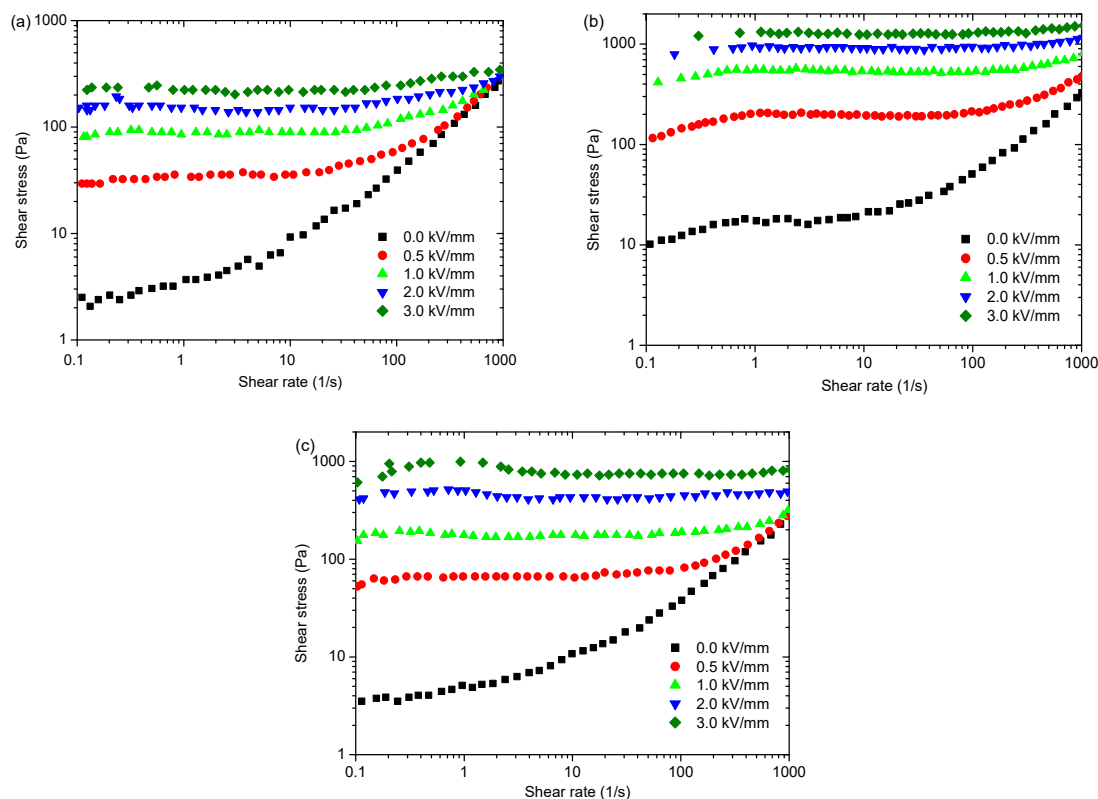 (a)
1000
100
10
1
Shear stress (Pa)
0.0 kV/mm
0.5 kV/mm
1.0 kV/mm
2.0 kV/mm
3.0 kV/mm
0.1 1 10 100 1000
Shear rate (1/s)
(b)
1000
100
10
1
Shear stress (Pa)
0.0 kV/mm
0.5 kV/mm
1.0 kV/mm
2.0 kV/mm
3.0 kV/mm
0.1 1 10 100 1000
Shear rate (1/s)
(c)
1000
100
10
1
Shear stress (Pa)
0.0 kV/mm
0.5 kV/mm
1.0 kV/mm
2.0 kV/mm
3.0 kV/mm
0.1 1 10 100 1000
Shear rate (1/s)